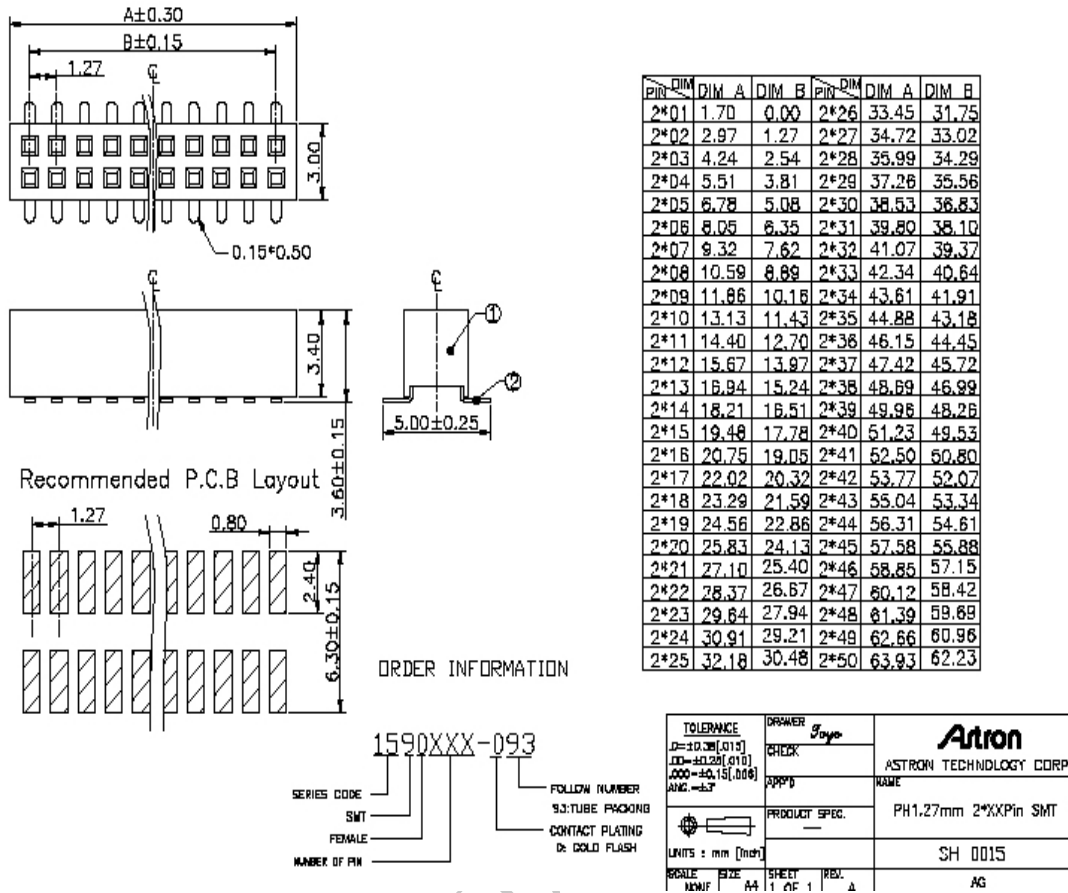 A±0.30
B±0.15
1.27
3.00
0.15*0.50
3.40
3.60±0.15
①
②
5.00±0.25
Recommended P.C.B Layout
1.27
0.80
2.40
6.30±0.15
PIN DIM DIM A DIM B PIN DIM DIM A DIM B
2*01 1.70 0.00 2*26 33.45 31.75
2*02 2.97 1.27 2*27 34.72 33.02
2*03 4.24 2.54 2*28 35.99 34.29
2*04 5.51 3.81 2*29 37.26 35.56
2*05 6.78 5.08 2*30 38.53 36.83
2*06 8.05 6.35 2*31 39.80 38.10
2*07 9.32 7.62 2*32 41.07 39.37
2*08 10.59 8.89 2*33 42.34 40.64
2*09 11.86 10.16 2*34 43.61 41.91
2*10 13.13 11.43 2*35 44.88 43.18
2*11 14.40 12.70 2*36 46.15 44.45
2*12 15.67 13.97 2*37 47.42 45.72
2*13 16.94 15.24 2*38 48.69 46.99
2*14 18.21 16.51 2*39 49.96 48.26
2*15 19.48 17.78 2*40 51.23 49.53
2*16 20.75 19.05 2*41 52.50 50.80
2*17 22.02 20.32 2*42 53.77 52.07
2*18 23.29 21.59 2*43 55.04 53.34
2*19 24.56 22.86 2*44 56.31 54.61
2*20 25.83 24.13 2*45 57.58 55.88
2*21 27.10 25.40 2*46 58.85 57.15
2*22 28.37 26.67 2*47 60.12 58.42
2*23 29.64 27.94 2*48 61.39 59.69
2*24 30.91 29.21 2*49 62.66 60.96
2*25 32.18 30.48 2*50 63.93 62.23
ORDER INFORMATION
1590XXX-093
SERIES CODE
SMT
FEMALE
NUMBER OF PIN
FOLLOW NUMBER
93:TUBE PACKING
CONTACT PLATING
0: GOLD FLASH
TOLERANCE
.0=±0.38[.015]
.00=±0.25[.010]
.000=±0.15[.006]
ANG.=±3°
UNITS : mm [inch]
SCALE NONE
SIZE A4
DRAWER
CHECK
APP'D
PRODUCT SPEC.
SHEET 1 OF 1
REV. A
Astron
ASTRON TECHNOLOGY CORP
NAME
PH1.27mm 2*XXPin SMT
SH 0015
AG